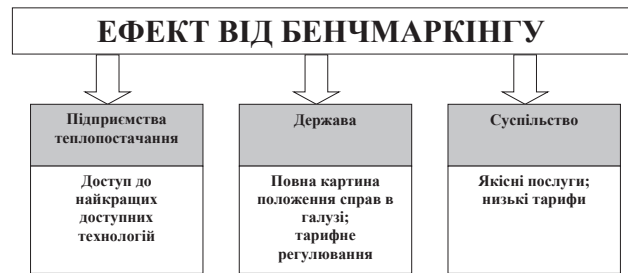 ЕФЕКТ ВІД БЕНЧМАРКІНГУ
Підприємства
теплопостачання
Доступ до
найкращих
доступних
технологій
Держава
Повна картина
положення справ в
галузі;
тарифне
регулювання
Суспільство
Якісні послуги;
низькі тарифи